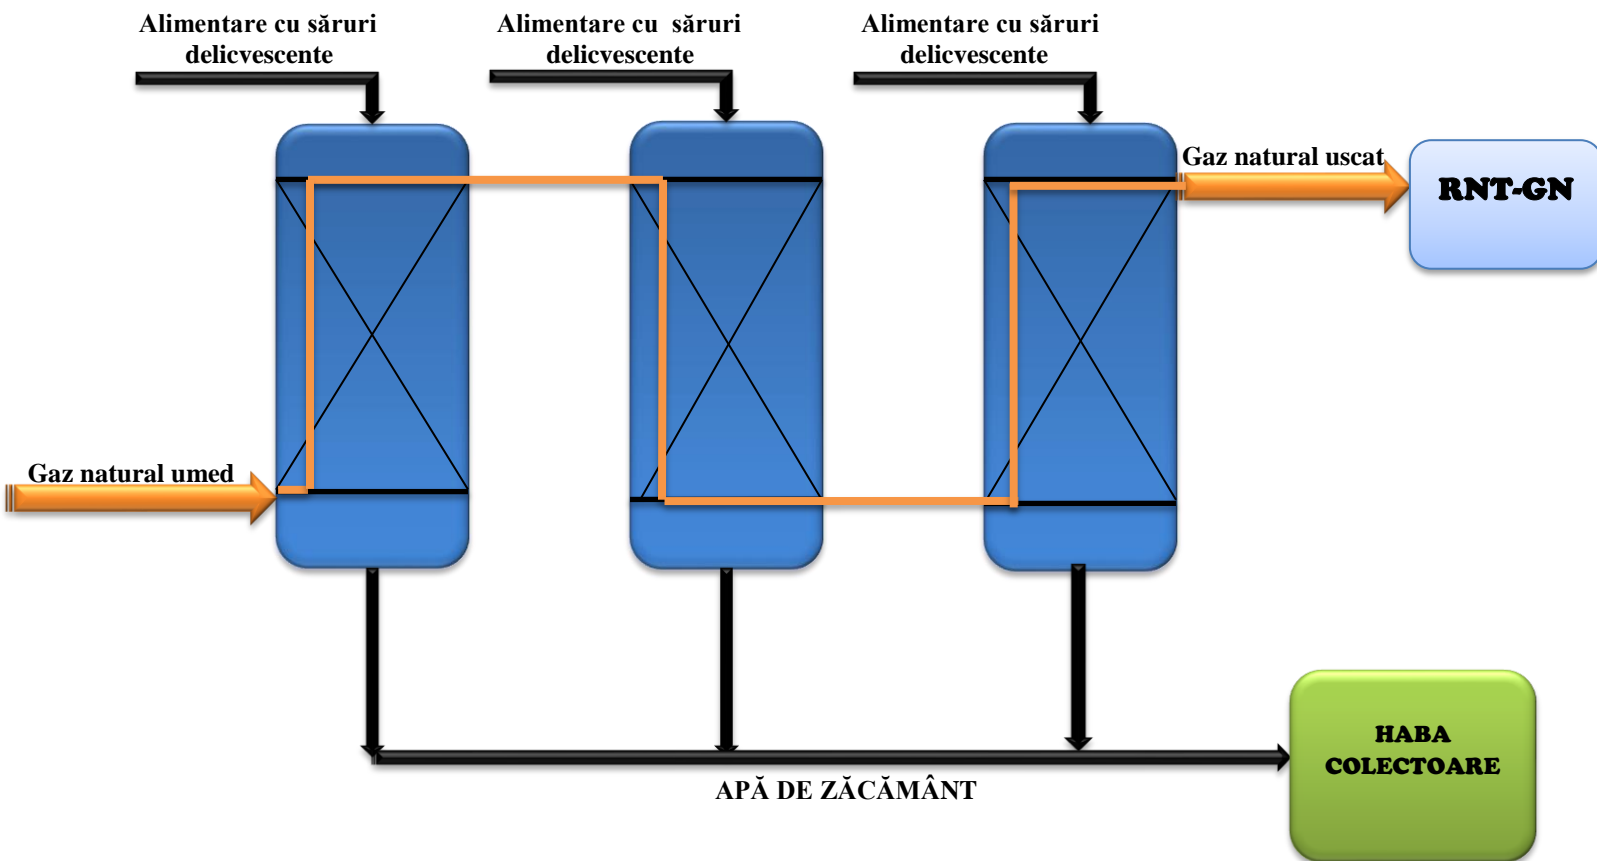 Alimentare cu săruri
delicvescente
Alimentare cu săruri
delicvescente
Alimentare cu săruri
delicvescente
Gaz natural uscat
RNT-GN
Gaz natural umed
HABA
COLECTOARE
APĂ DE ZĂCĂMÂNT